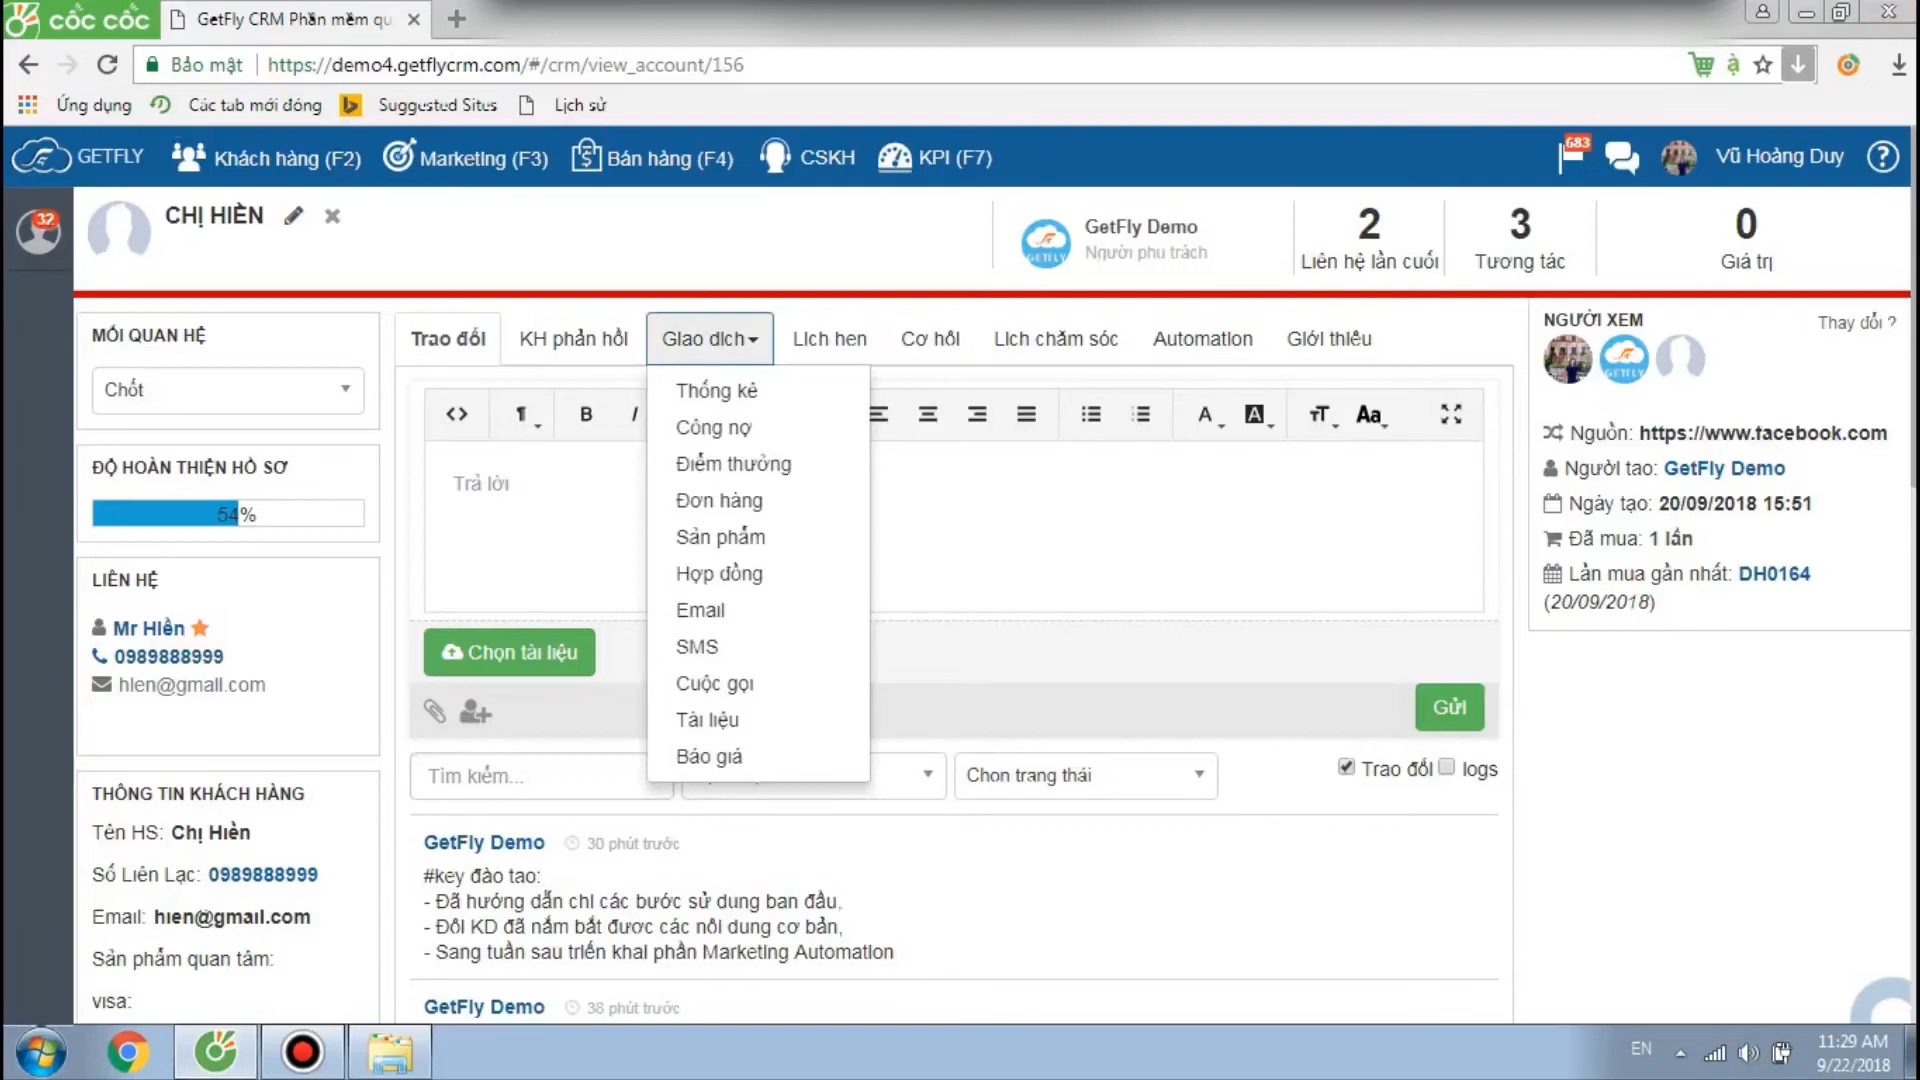 cốc cốc
GetFly CRM Phần mềm qu
Bảo mật
https://demo4.getflycrm.com/#/crm/view_account/156
Ứng dụng
Các tab mới đóng
Suggested Sites
Lịch sử
GETFLY
Khách hàng (F2)
Marketing (F3)
Bán hàng (F4)
CSKH
KPI (F7)
683
Vũ Hoàng Duy
32
CHỊ HIỀN
GETFLY
GetFly Demo
Người phụ trách
2
Liên hệ lần cuối
3
Tương tác
0
Giá trị
MỐI QUAN HỆ
Chốt
ĐỘ HOÀN THIỆN HỒ SƠ
54%
LIÊN HỆ
Mr Hiền
0989888999
hien@gmail.com
THÔNG TIN KHÁCH HÀNG
Tên HS: Chị Hiền
Số Liên Lạc: 0989888999
Email: hien@gmail.com
Sản phẩm quan tâm:
visa:
Trao đổi
KH phản hồi
Giao dịch
Lịch hẹn
Cơ hội
Lịch chăm sóc
Automation
Giới thiệu
Thống kê
Công nợ
Điểm thưởng
Đơn hàng
Sản phẩm
Hợp đồng
Email
SMS
Cuộc gọi
Tài liệu
Báo giá
Trả lời
Chọn tài liệu
Gửi
Tìm kiếm...
Chọn trạng thái
Trao đổi
logs
GetFly Demo
30 phút trước
#key đào tạo:
- Đã hướng dẫn chị các bước sử dụng ban đầu,
- Đội KD đã nắm bắt được các nội dung cơ bản,
- Sang tuần sau triển khai phần Marketing Automation
GetFly Demo
38 phút trước
NGƯỜI XEM
Thay đổi ?
GETFLY
Nguồn: https://www.facebook.com
Người tạo: GetFly Demo
Ngày tạo: 20/09/2018 15:51
Đã mua: 1 lần
Lần mua gần nhất: DH0164
(20/09/2018)
EN
11:29 AM
9/22/2018